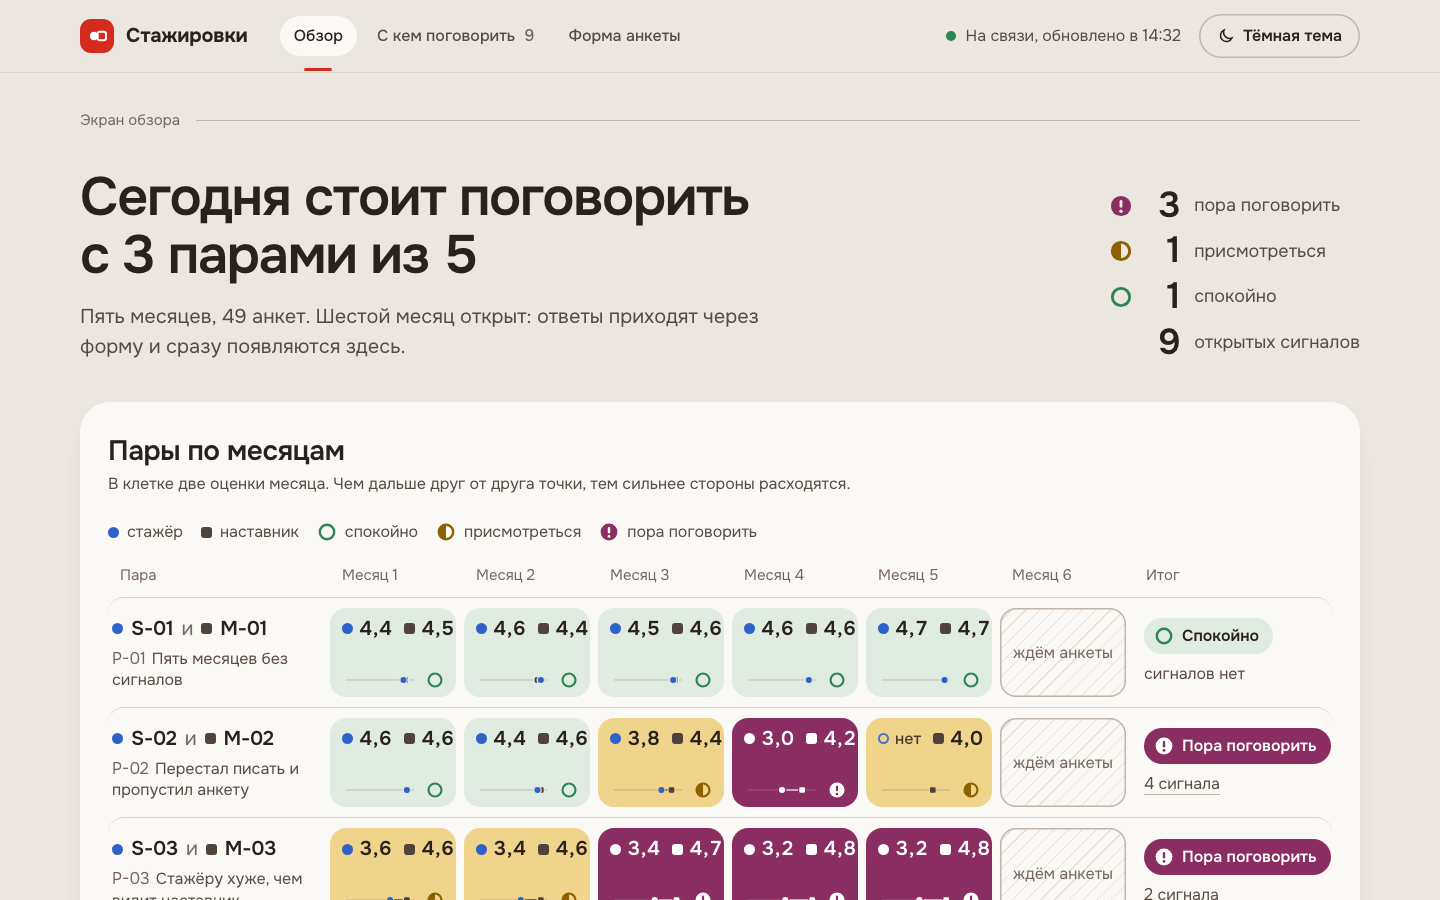 Стажировки
Обзор
С кем поговорить 9
Форма анкеты
На связи, обновлено в 14:32
Тёмная тема
Экран обзора
Сегодня стоит поговорить
с 3 парами из 5
Пять месяцев, 49 анкет. Шестой месяц открыт: ответы приходят через
форму и сразу появляются здесь.
3 пора поговорить
1 присмотреться
1 спокойно
9 открытых сигналов
Пары по месяцам
В клетке две оценки месяца. Чем дальше друг от друга точки, тем сильнее стороны расходятся.
стажёр наставник спокойно присмотреться пора поговорить
Пара Месяц 1 Месяц 2 Месяц 3 Месяц 4 Месяц 5 Месяц 6 Итог
S-01 и M-01 4,4 4,5 4,6 4,4 4,5 4,6 4,6 4,6 4,7 4,7 ждём анкеты Спокойно
P-01 Пять месяцев без
сигналов
сигналов нет
S-02 и M-02 4,6 4,6 4,4 4,6 3,8 4,4 3,0 4,2 нет 4,0 ждём анкеты Пора поговорить
P-02 Перестал писать и
пропустил анкету
4 сигнала
S-03 и M-03 3,6 4,6 3,4 4,6 3,4 4,7 3,2 4,8 3,2 4,8 ждём анкеты Пора поговорить
P-03 Стажёру хуже, чем
видит наставник
2 сигнала